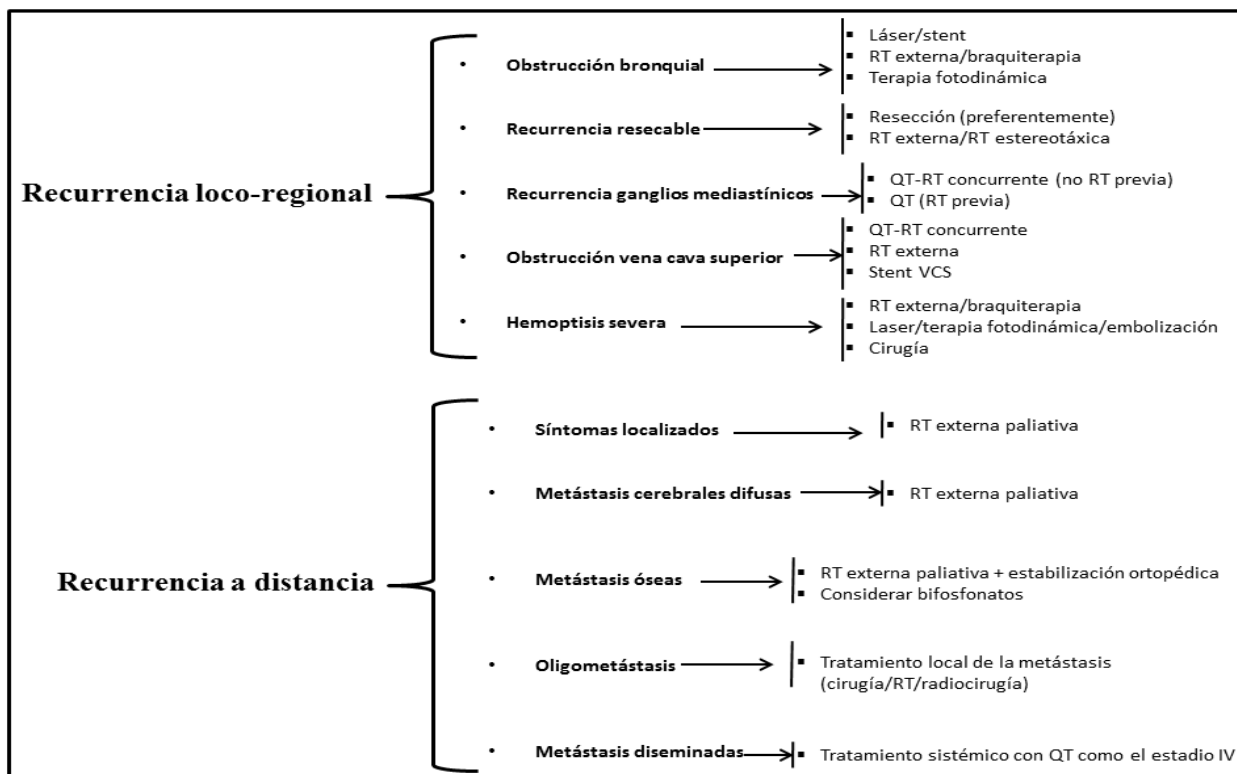 Recurrencia loco-regional
• Obstrucción bronquial
▪ Láser/stent
▪ RT externa/braquiterapia
▪ Terapia fotodinámica
• Recurrencia resecable
▪ Resección (preferentemente)
▪ RT externa/RT estereotáxica
• Recurrencia ganglios mediastínicos
▪ QT-RT concurrente (no RT previa)
▪ QT (RT previa)
• Obstrucción vena cava superior
▪ QT-RT concurrente
▪ RT externa
▪ Stent VCS
• Hemoptisis severa
▪ RT externa/braquiterapia
▪ Laser/terapia fotodinámica/embolización
▪ Cirugía
Recurrencia a distancia
• Síntomas localizados
▪ RT externa paliativa
• Metástasis cerebrales difusas
▪ RT externa paliativa
• Metástasis óseas
▪ RT externa paliativa + estabilización ortopédica
▪ Considerar bifosfonatos
• Oligometástasis
▪ Tratamiento local de la metástasis
(cirugía/RT/radiocirugía)
• Metástasis diseminadas
▪ Tratamiento sistémico con QT como el estadio IV